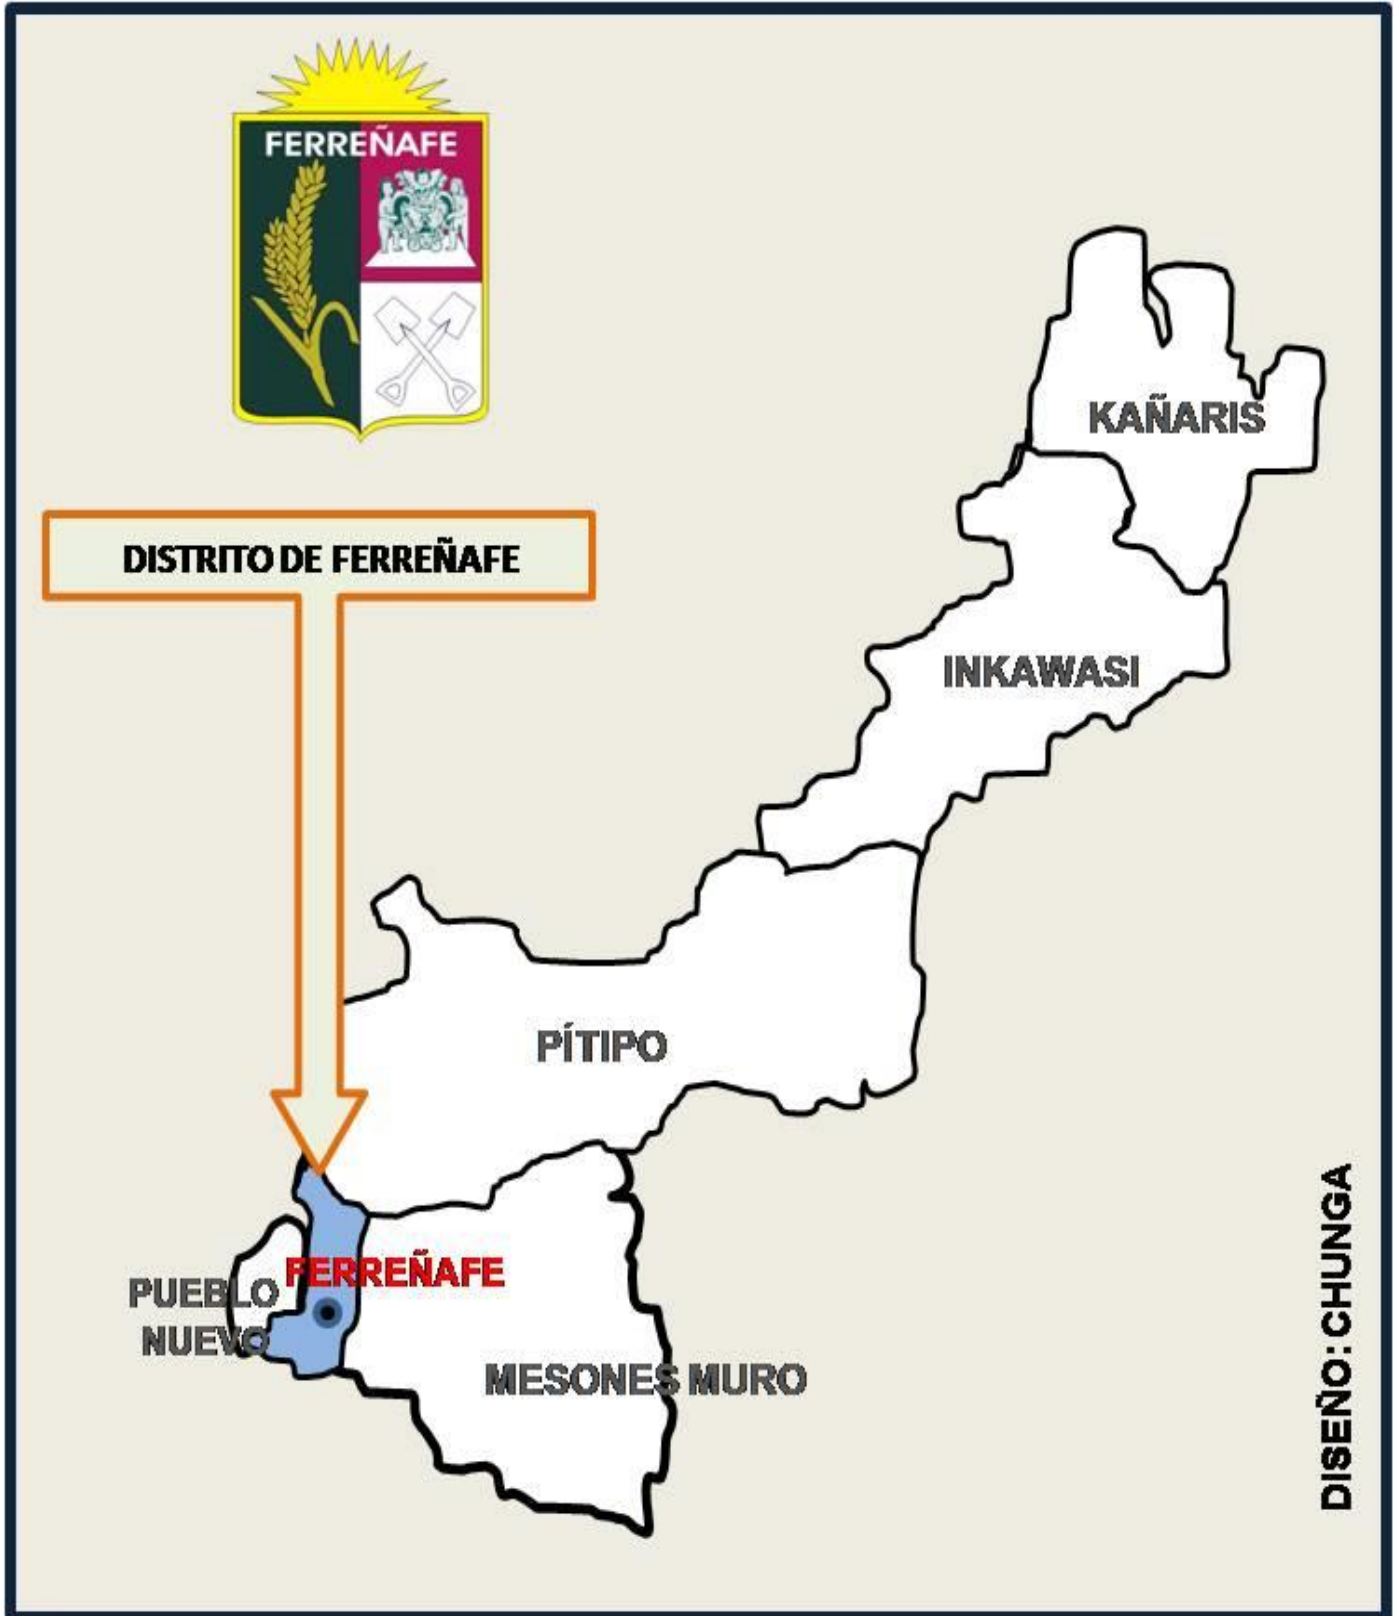 FERREÑAFE
KAÑARIS
DISTRITO DE FERREÑAFE
INKAWASI
PÍTIPO
FERREÑAFE
PUEBLO
NUEVO
MESONES MURO
DISEÑO: CHUNGA